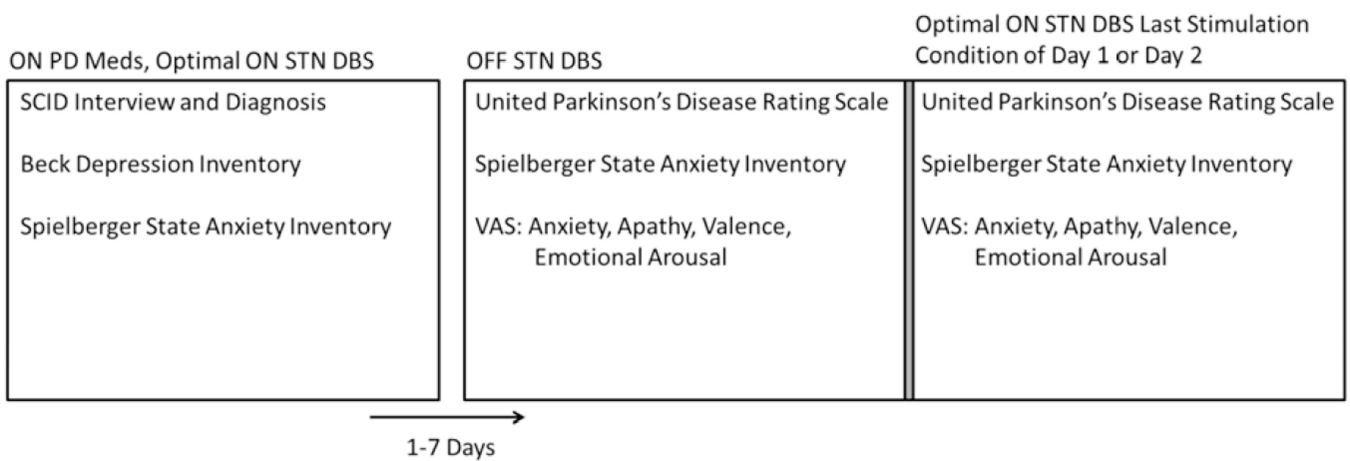 ON PD Meds, Optimal ON STN DBS
SCID Interview and Diagnosis
Beck Depression Inventory
Spielberger State Anxiety Inventory
OFF STN DBS
United Parkinson's Disease Rating Scale
Spielberger State Anxiety Inventory
VAS: Anxiety, Apathy, Valence,
Emotional Arousal
Optimal ON STN DBS Last Stimulation
Condition of Day 1 or Day 2
United Parkinson's Disease Rating Scale
Spielberger State Anxiety Inventory
VAS: Anxiety, Apathy, Valence,
Emotional Arousal
1-7 Days